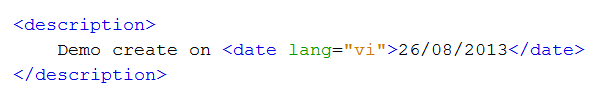 <description>
    Demo create on <date lang="vi">26/08/2013</date>
</description>